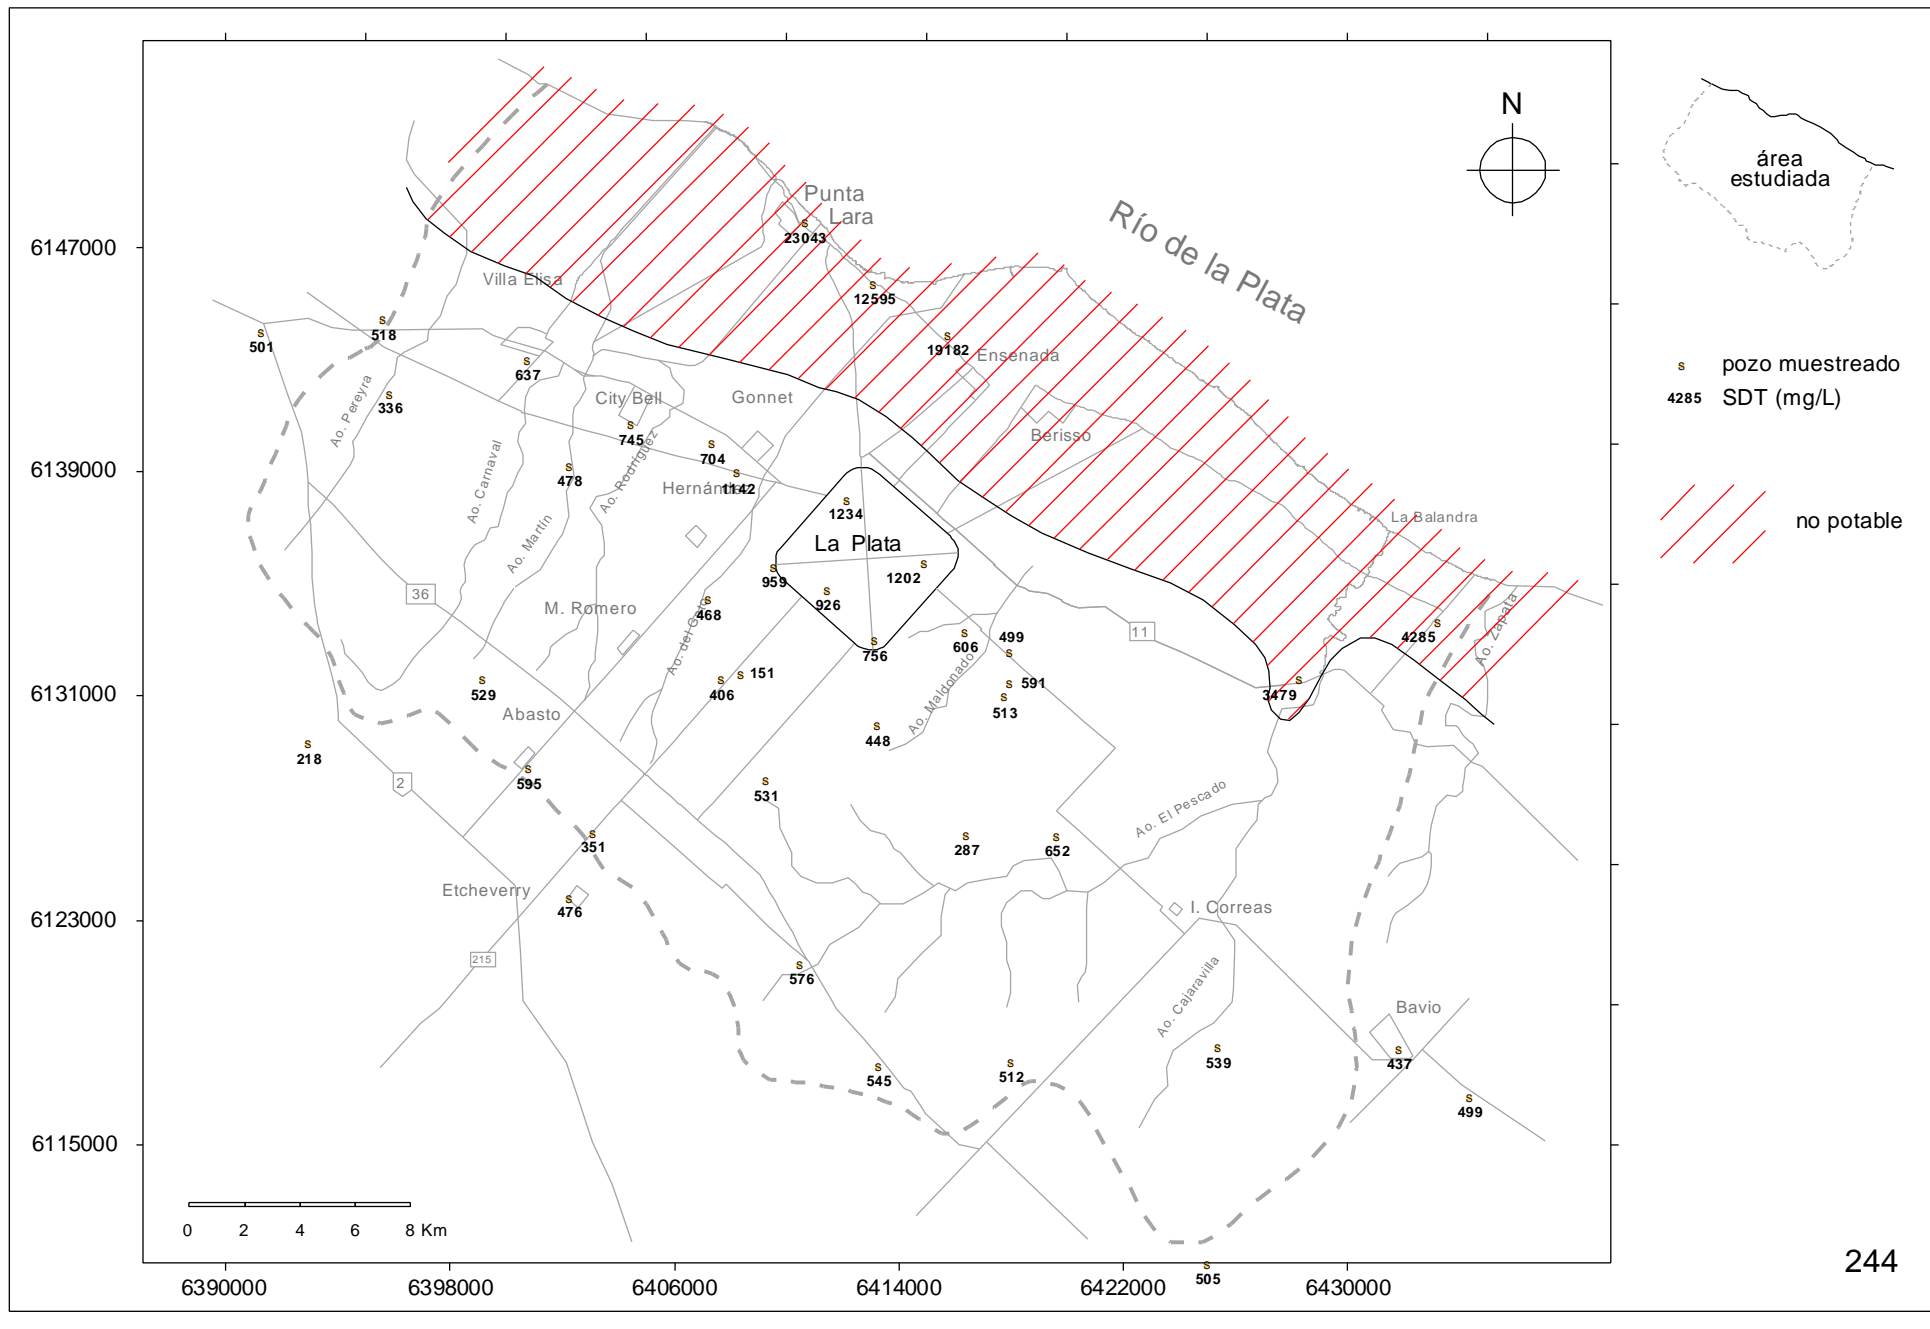 N
área
estudiada
Punta
Lara
23043
Río de la Plata
6147000
Villa Elisa
12595
518
501
19182
Ensenada
637
s pozo muestreado
4285 SDT (mg/L)
336
Ao. Pereyra
City Bell
Gonnet
745
704
Berisso
6139000
478
Ao. Carnaval
Ao. Rodríguez
Hernández
1142
1234
La Balandra
no potable
Ao. Martín
La Plata
959
1202
36
M. Romero
926
468
Ao. del Gato
11
606
499
756
4285
Ao. Zapata
6131000
529
406
151
591
513
3479
Ao. Maldonado
Abasto
448
218
2
595
531
Ao. El Pescado
351
287
652
Etcheverry
476
6123000
I. Correas
215
576
Ao. Cajaravilla
Bavio
545
512
539
437
499
6115000
0 2 4 6 8 Km
244
505
6390000 6398000 6406000 6414000 6422000 6430000